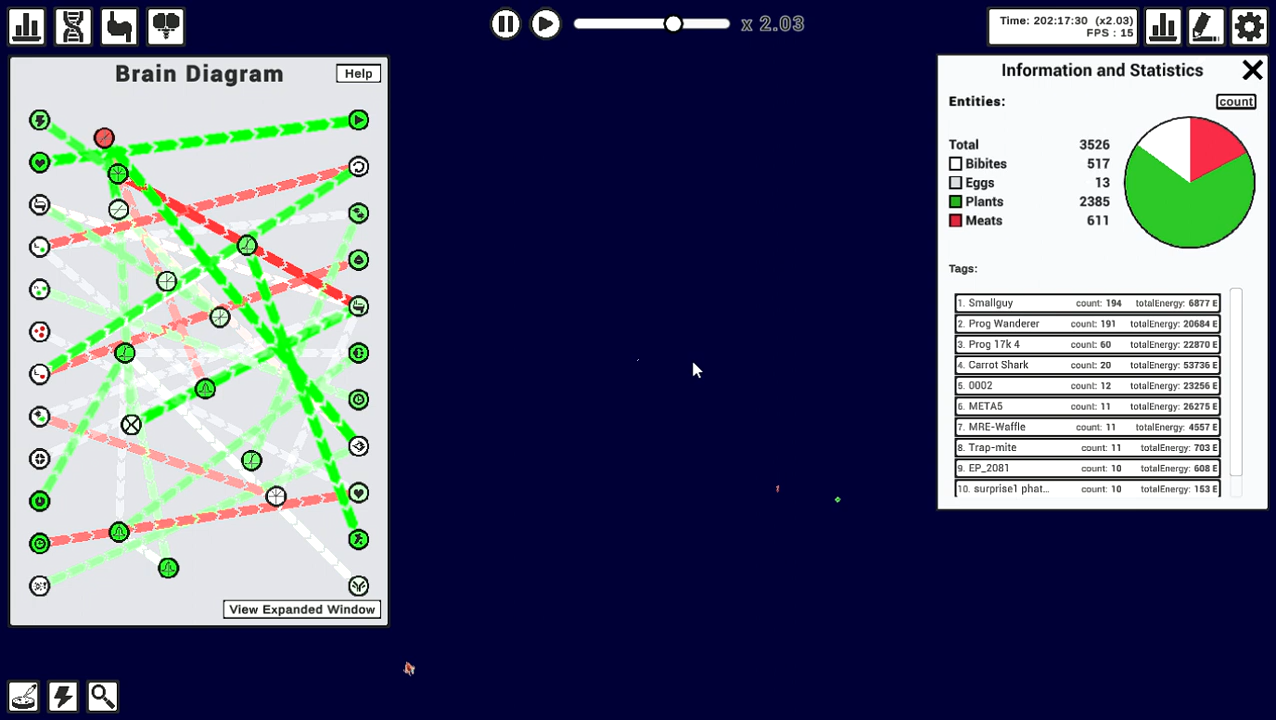 x 2.03
Time: 202:17:30 (x2.03)
FPS : 15
Brain Diagram
Help
View Expanded Window
Information and Statistics
Entities:
count
Total 3526
Bibites 517
Eggs 13
Plants 2385
Meats 611
Tags:
1. Smallguy count: 194 totalEnergy: 6877 E
2. Prog Wanderer count: 191 totalEnergy: 20684 E
3. Prog 17k 4 count: 60 totalEnergy: 22870 E
4. Carrot Shark count: 20 totalEnergy: 53736 E
5. 0002 count: 12 totalEnergy: 23256 E
6. META5 count: 11 totalEnergy: 26275 E
7. MRE-Waffle count: 11 totalEnergy: 4557 E
8. Trap-mite count: 11 totalEnergy: 703 E
9. EP_2081 count: 10 totalEnergy: 608 E
10. surprise1 phat... count: 10 totalEnergy: 153 E